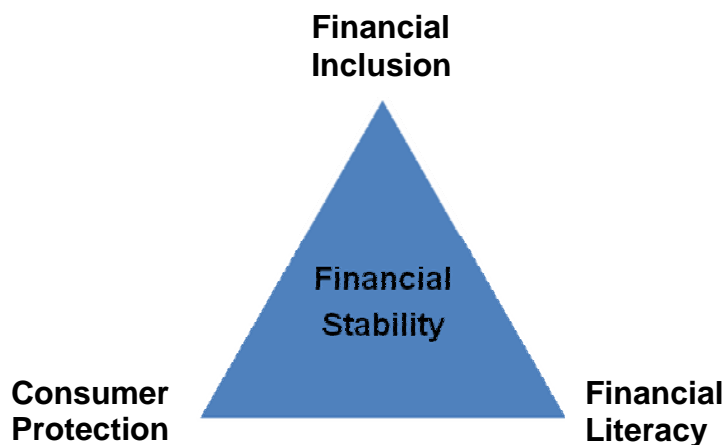 Financial
Inclusion
Financial
Stability
Consumer
Protection
Financial
Literacy